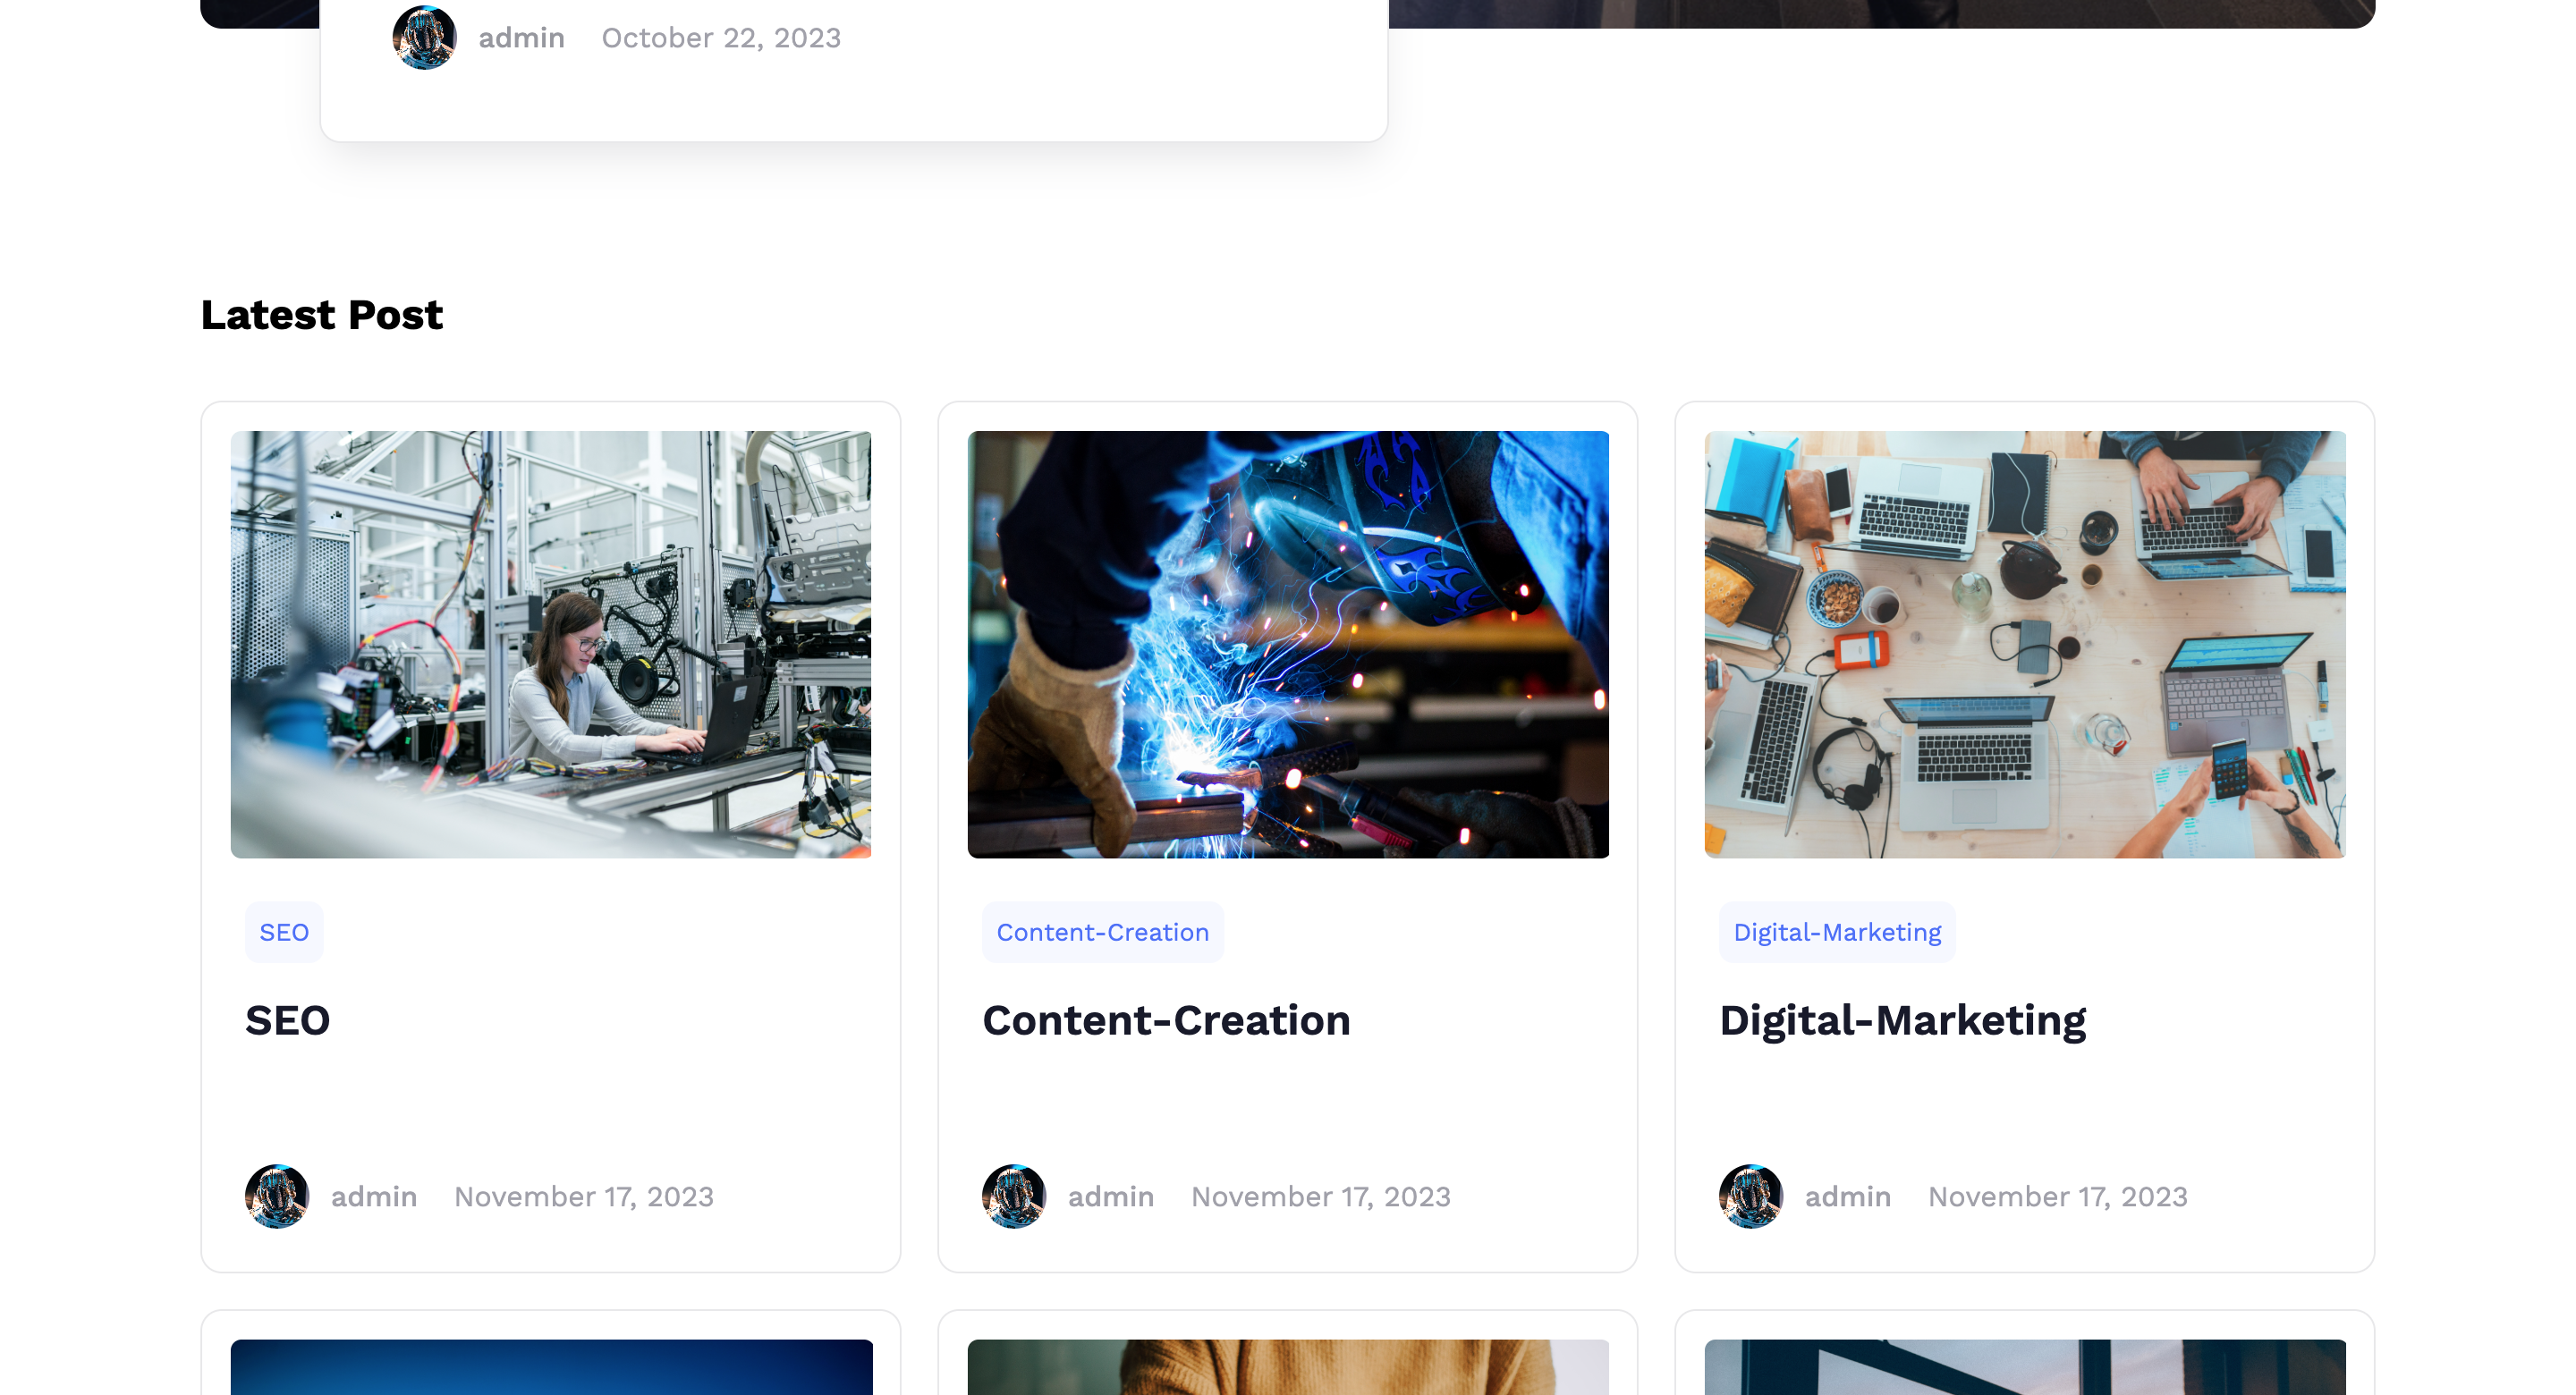 admin October 22, 2023
Latest Post
SEO
SEO
admin November 17, 2023
Content-Creation
Content-Creation
admin November 17, 2023
Digital-Marketing
Digital-Marketing
admin November 17, 2023